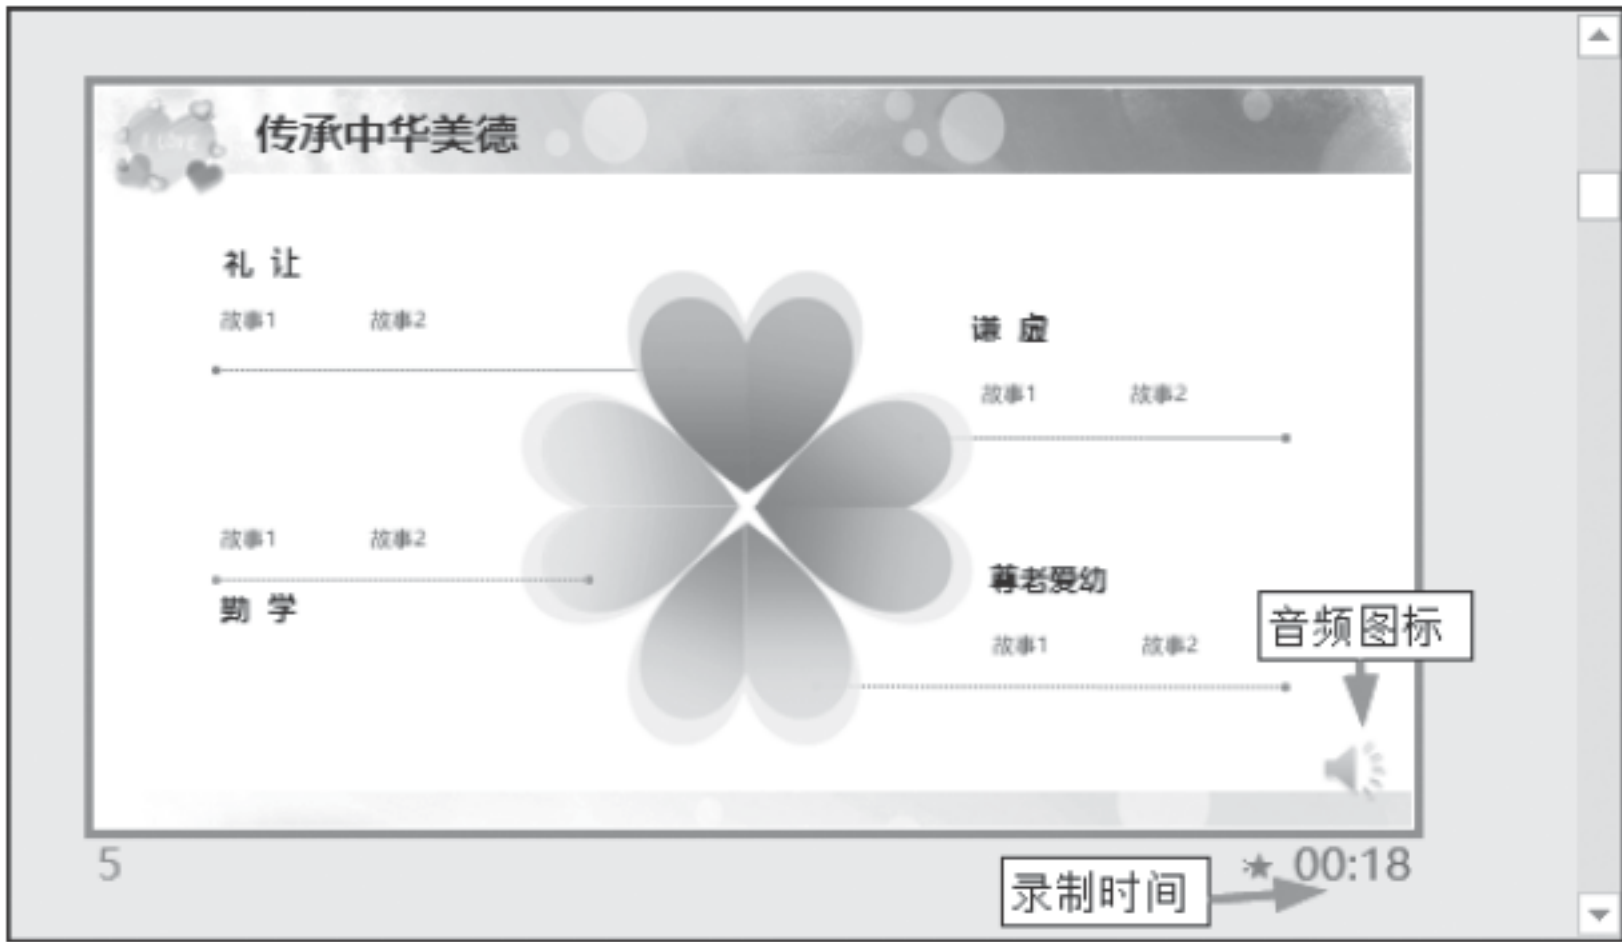 传承中华美德
I LOVE
礼 让
故事1 故事2
谦 虚
故事1 故事2
故事1 故事2
勤 学
尊老爱幼
故事1 故事2
音频图标
5
录制时间
00:18